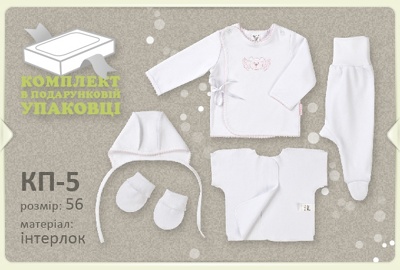 КОМПЛЕКТ
В ПОДАРУНКОВІЙ
УПАКОВЦІ
КП-5
розмір: 56
матеріал:
інтерлок